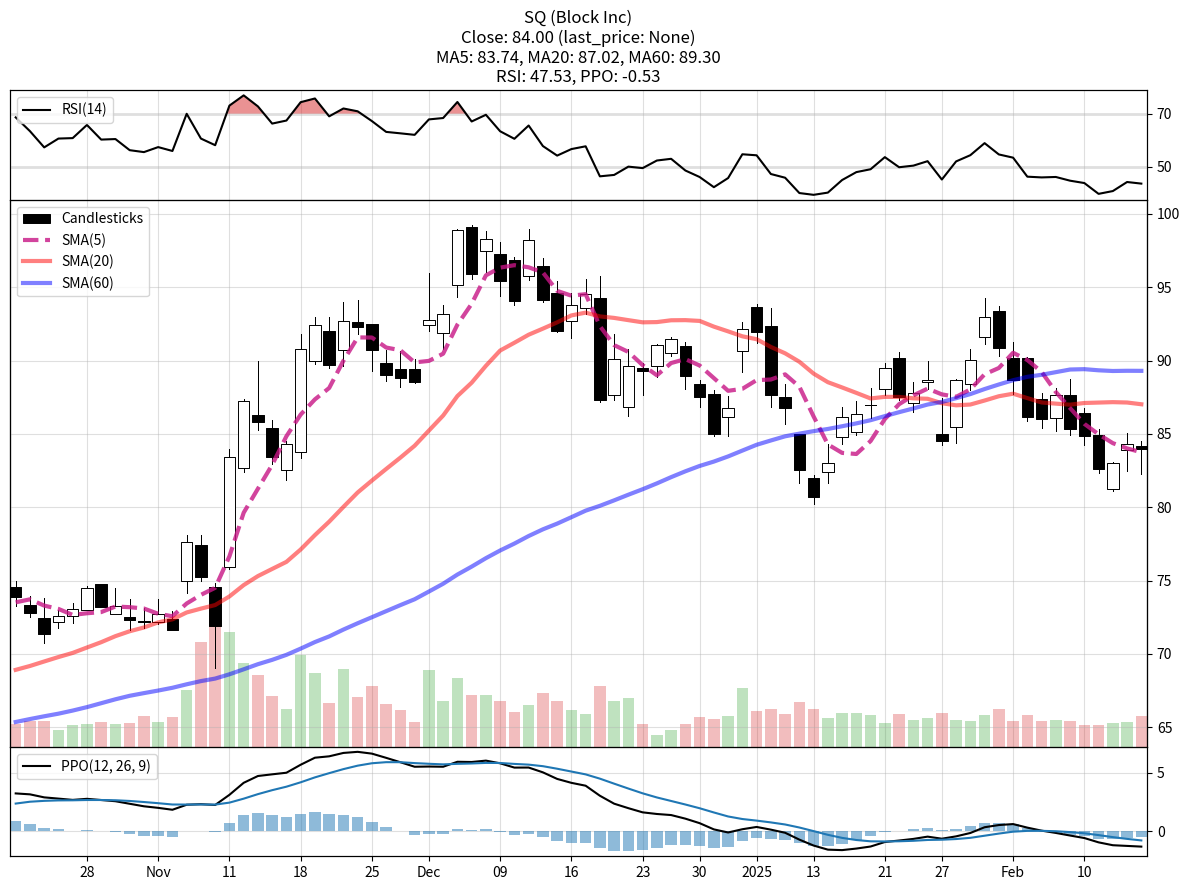 SQ (Block Inc)
Close: 84.00 (last_price: None)
MA5: 83.74, MA20: 87.02, MA60: 89.30
RSI: 47.53, PPO: -0.53
RSI(14)
70
50
Candlesticks
SMA(5)
SMA(20)
SMA(60)
100
95
90
85
80
75
70
65
PPO(12, 26, 9)
5
0
28 Nov 11 18 25 Dec 09 16 23 30 2025 13 21 27 Feb 10